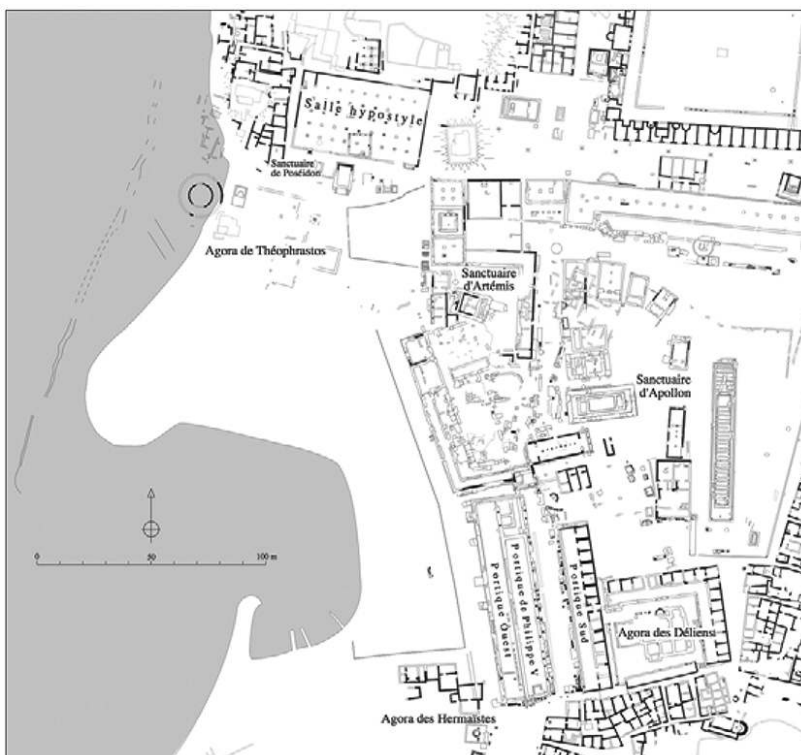 Salle hypostyle
Sanctuaire
de Poséidon
Agora de Théophrastos
Sanctuaire
d'Artémis
Sanctuaire
d'Apollon
0
50
100 m
Portique Ouest
Portique de Philippe V
Portique Sud
Agora des Déliensi
Agora des Hermaïstes